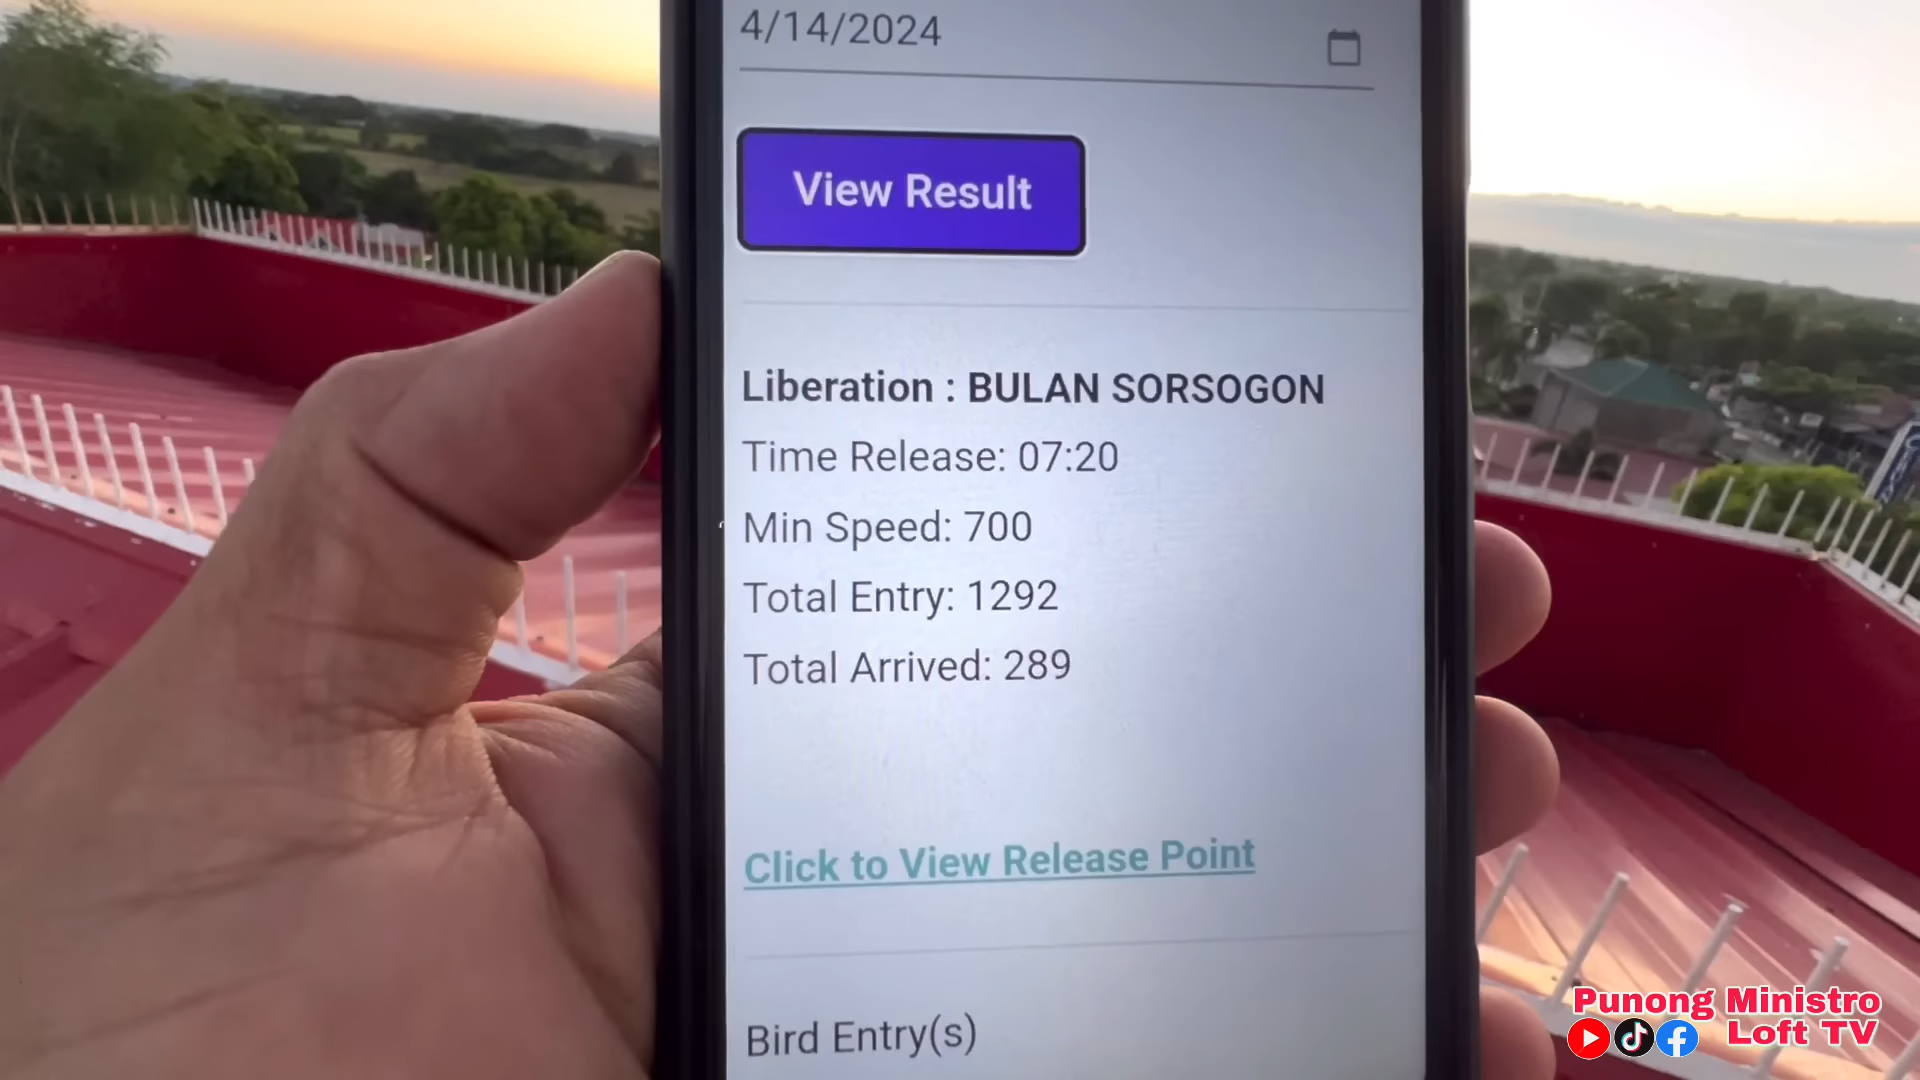 4/14/2024
View Result
Liberation : BULAN SORSOGON
Time Release: 07:20
Min Speed: 700
Total Entry: 1292
Total Arrived: 289
Click to View Release Point
Bird Entry(s)
Punong Ministro
Loft TV